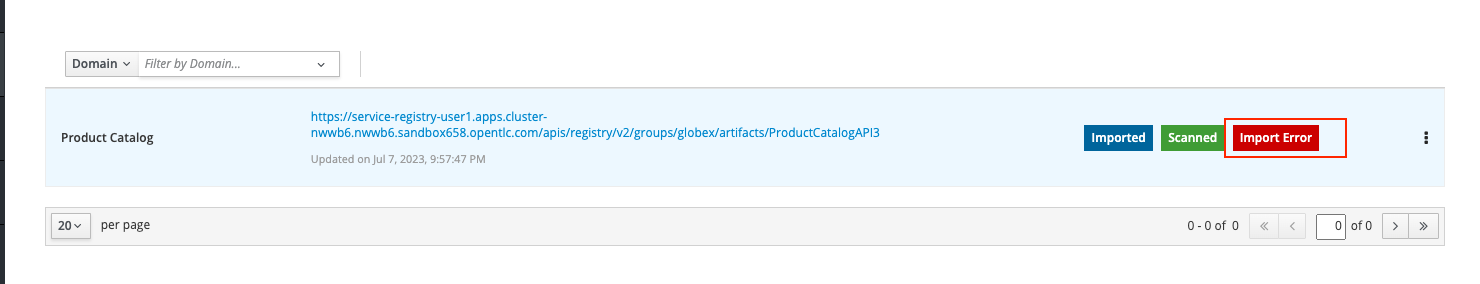 Domain Filter by Domain...
Product Catalog
https://service-registry-user1.apps.cluster-
nwwb6.nwwb6.sandbox658.opentlc.com/apis/registry/v2/groups/globex/artifacts/ProductCatalogAPI3
Updated on Jul 7, 2023, 9:57:47 PM
Imported Scanned Import Error
20 per page 0 - 0 of 0 0 of 0